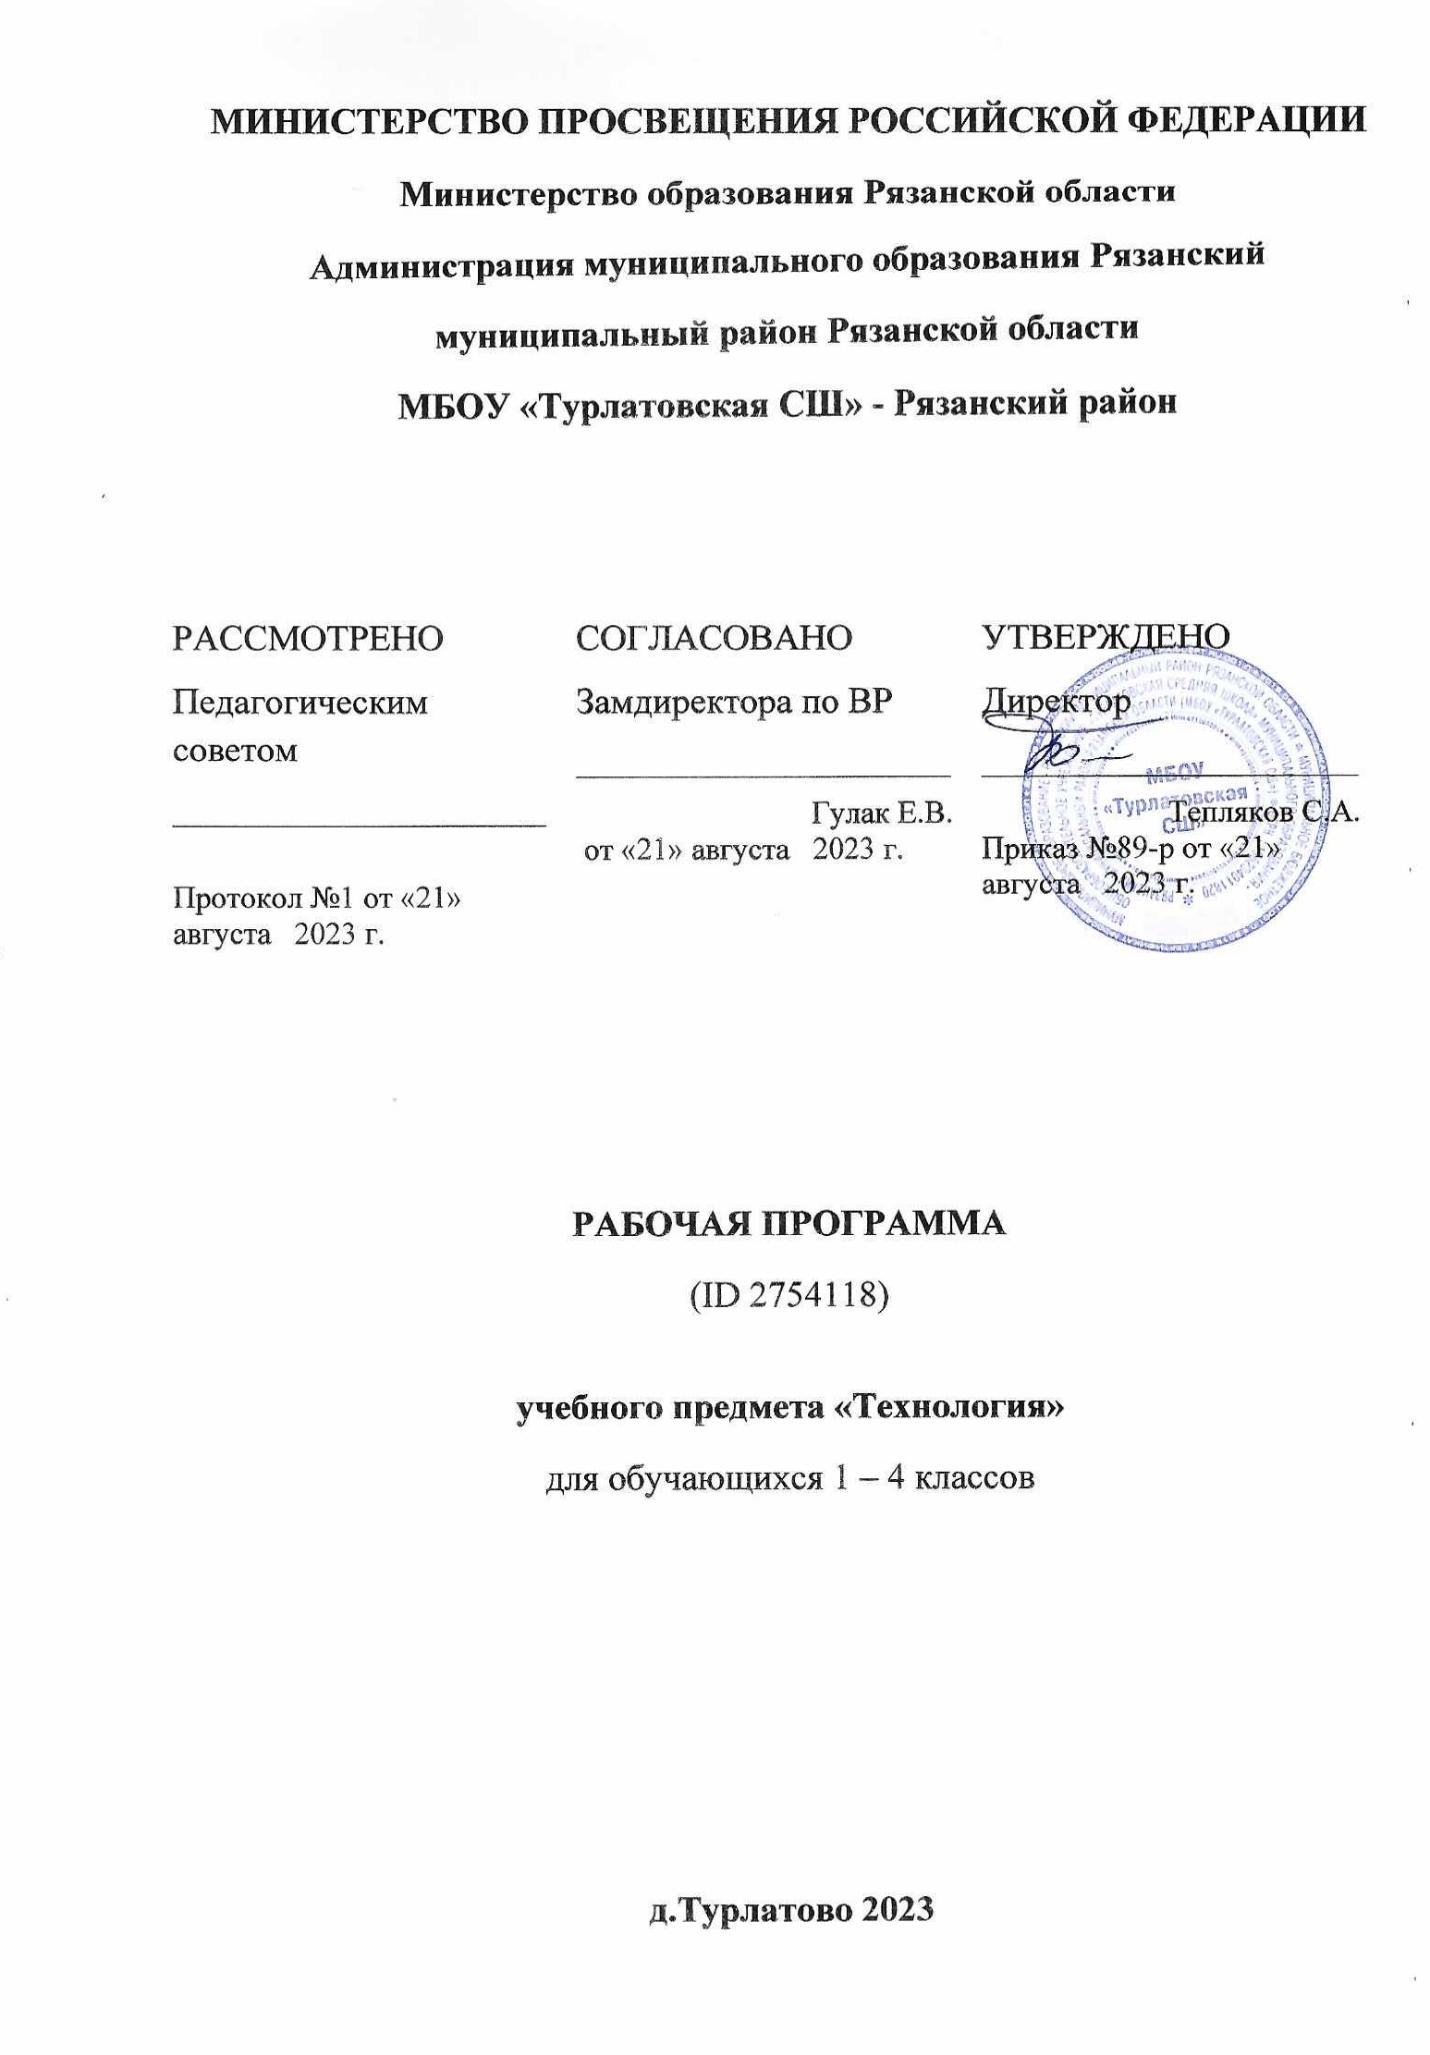 МИНИСТЕРСТВО ПРОСВЕЩЕНИЯ РОССИЙСКОЙ ФЕДЕРАЦИИ
Министерство образования Рязанской области
Администрация муниципального образования Рязанский
муниципальный район Рязанской области
МБОУ «Турлатовская СШ» - Рязанский район
РАССМОТРЕНО
Педагогическим
советом
Протокол №1 от «21»
августа 2023 г.
СОГЛАСОВАНО
Замдиректора по ВР
Гулак Е.В.
от «21» августа 2023 г.
УТВЕРЖДЕНО
Директор
Тепляков С.А.
Приказ №89-р от «21»
августа 2023 г.
МБОУ
«Турлатовская
СШ»
РАБОЧАЯ ПРОГРАММА
(ID 2754118)
учебного предмета «Технология»
для обучающихся 1 – 4 классов
д.Турлатово 2023